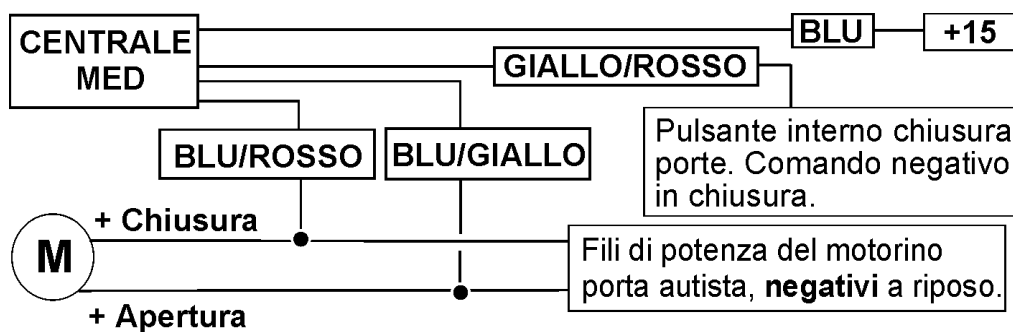 CENTRALE
MED
BLU
+15
GIALLO/ROSSO
BLU/ROSSO
BLU/GIALLO
Pulsante interno chiusura
porte. Comando negativo
in chiusura.
+ Chiusura
M
Fili di potenza del motorino
porta autista, negativi a riposo.
+ Apertura